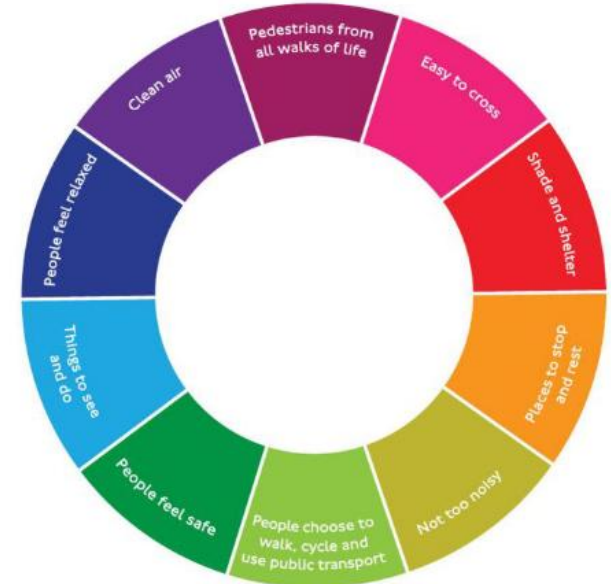 Pedestrians from
all walks of life
Easy to cross
Shade and shelter
Places to stop
and rest
Not too noisy
People choose to
walk, cycle and
use public transport
People feel safe
Things to see
and do
People feel relaxed
Clean air